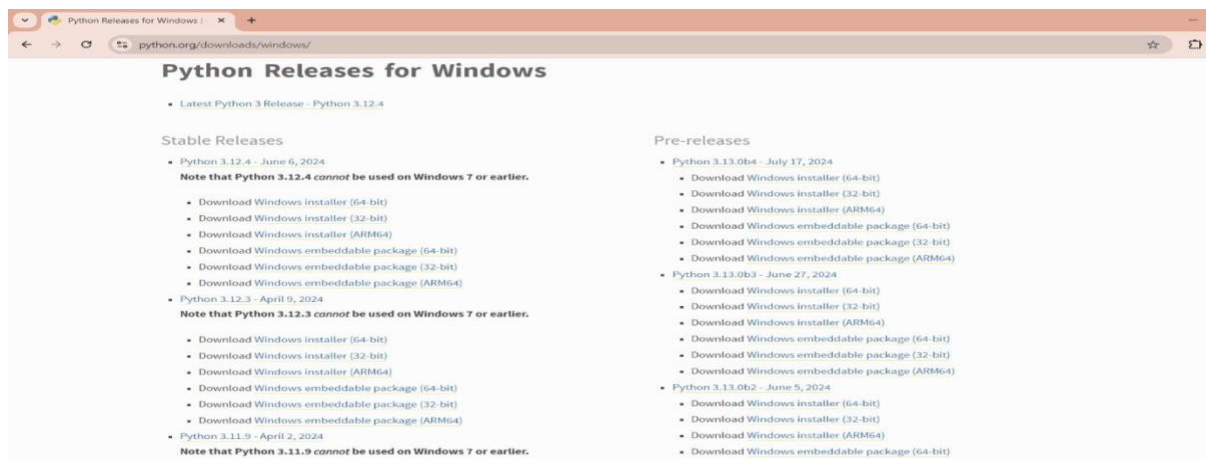 Python Releases for Windows |
python.org/downloads/windows/
Python Releases for Windows
Latest Python 3 Release - Python 3.12.4
Stable Releases
Python 3.12.4 - June 6, 2024
Note that Python 3.12.4 cannot be used on Windows 7 or earlier.
Download Windows installer (64-bit)
Download Windows installer (32-bit)
Download Windows installer (ARM64)
Download Windows embeddable package (64-bit)
Download Windows embeddable package (32-bit)
Download Windows embeddable package (ARM64)
Python 3.12.3 - April 9, 2024
Note that Python 3.12.3 cannot be used on Windows 7 or earlier.
Download Windows installer (64-bit)
Download Windows installer (32-bit)
Download Windows installer (ARM64)
Download Windows embeddable package (64-bit)
Download Windows embeddable package (32-bit)
Download Windows embeddable package (ARM64)
Python 3.11.9 - April 2, 2024
Note that Python 3.11.9 cannot be used on Windows 7 or earlier.
Pre-releases
Python 3.13.0b4 - July 17, 2024
Download Windows installer (64-bit)
Download Windows installer (32-bit)
Download Windows installer (ARM64)
Download Windows embeddable package (64-bit)
Download Windows embeddable package (32-bit)
Download Windows embeddable package (ARM64)
Python 3.13.0b3 - June 27, 2024
Download Windows installer (64-bit)
Download Windows installer (32-bit)
Download Windows installer (ARM64)
Download Windows embeddable package (64-bit)
Download Windows embeddable package (32-bit)
Download Windows embeddable package (ARM64)
Python 3.13.0b2 - June 5, 2024
Download Windows installer (64-bit)
Download Windows installer (32-bit)
Download Windows installer (ARM64)
Download Windows embeddable package (64-bit)